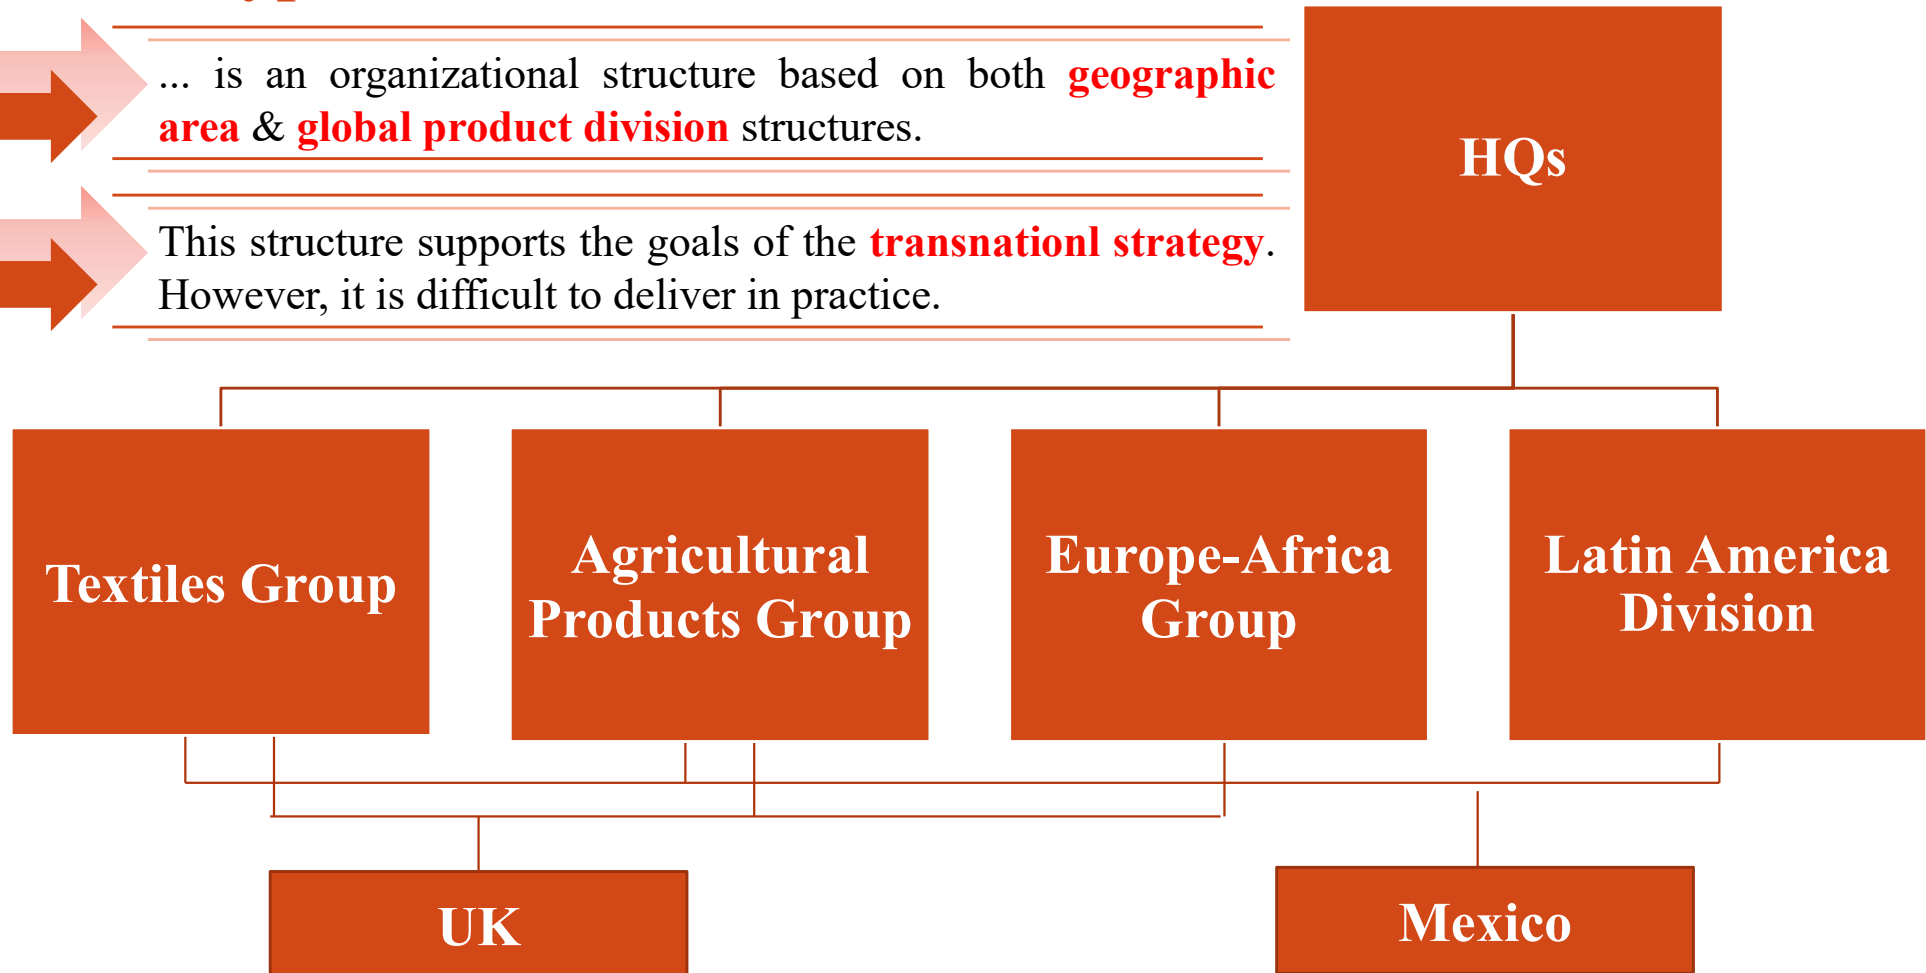 ... is an organizational structure based on both geographic
area & global product division structures.
This structure supports the goals of the transnationl strategy.
However, it is difficult to deliver in practice.
HQs
Textiles Group
Agricultural
Products Group
Europe-Africa
Group
Latin America
Division
UK
Mexico